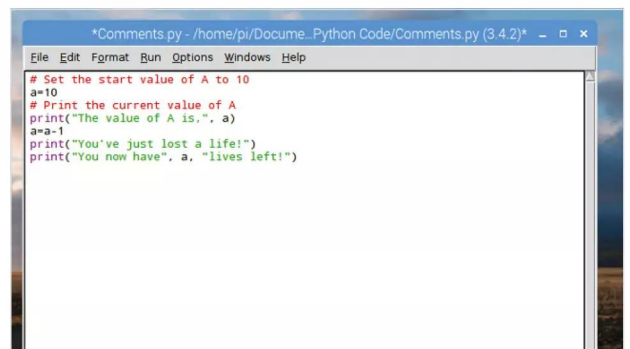 *Comments.py - /home/pi/Docume...Python Code/Comments.py (3.4.2)*
File Edit Format Run Options Windows Help
# Set the start value of A to 10
a=10
# Print the current value of A
print("The value of A is,", a)
a=a-1
print("You've just lost a life!")
print("You now have", a, "lives left!")